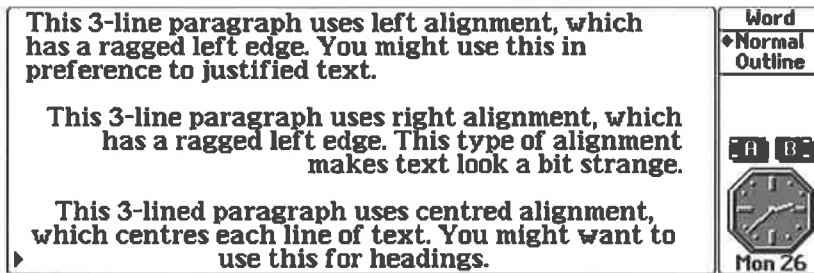 This 3-line paragraph uses left alignment, which
has a ragged left edge. You might use this in
preference to justified text.
This 3-line paragraph uses right alignment, which
has a ragged left edge. This type of alignment
makes text look a bit strange.
This 3-lined paragraph uses centred alignment,
which centres each line of text. You might want to
use this for headings.
Word
♦Normal
Outline
A B
Mon 26